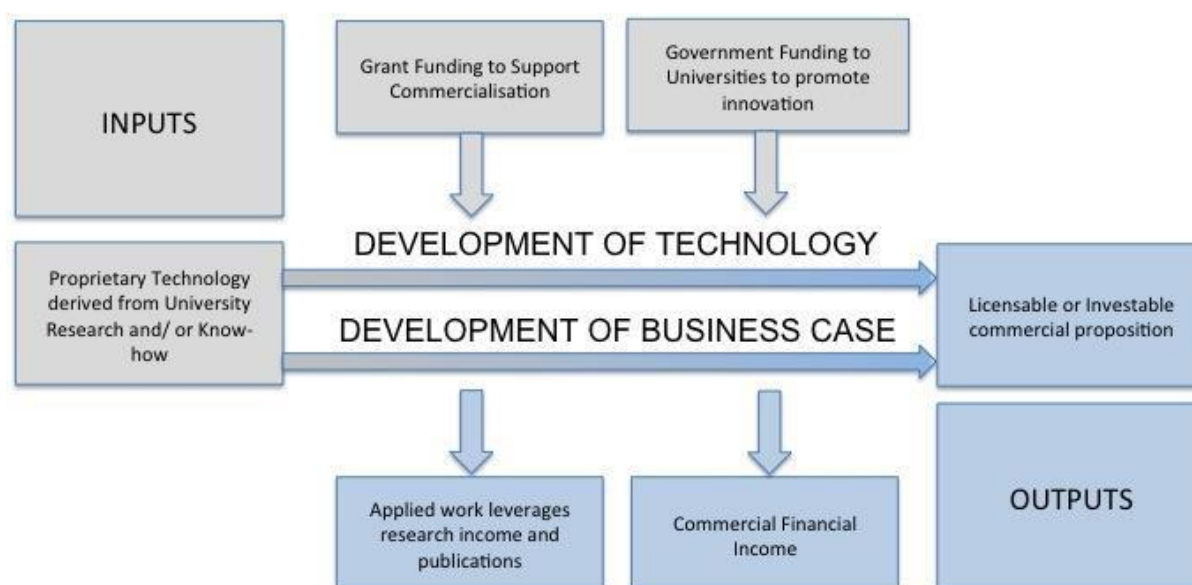 INPUTS
Grant Funding to Support
Commercialisation
Government Funding to
Universities to promote
innovation
DEVELOPMENT OF TECHNOLOGY
Proprietary Technology
derived from University
Research and/ or Know-
how
Licensable or Investable
commercial proposition
DEVELOPMENT OF BUSINESS CASE
Applied work leverages
research income and
publications
Commercial Financial
Income
OUTPUTS